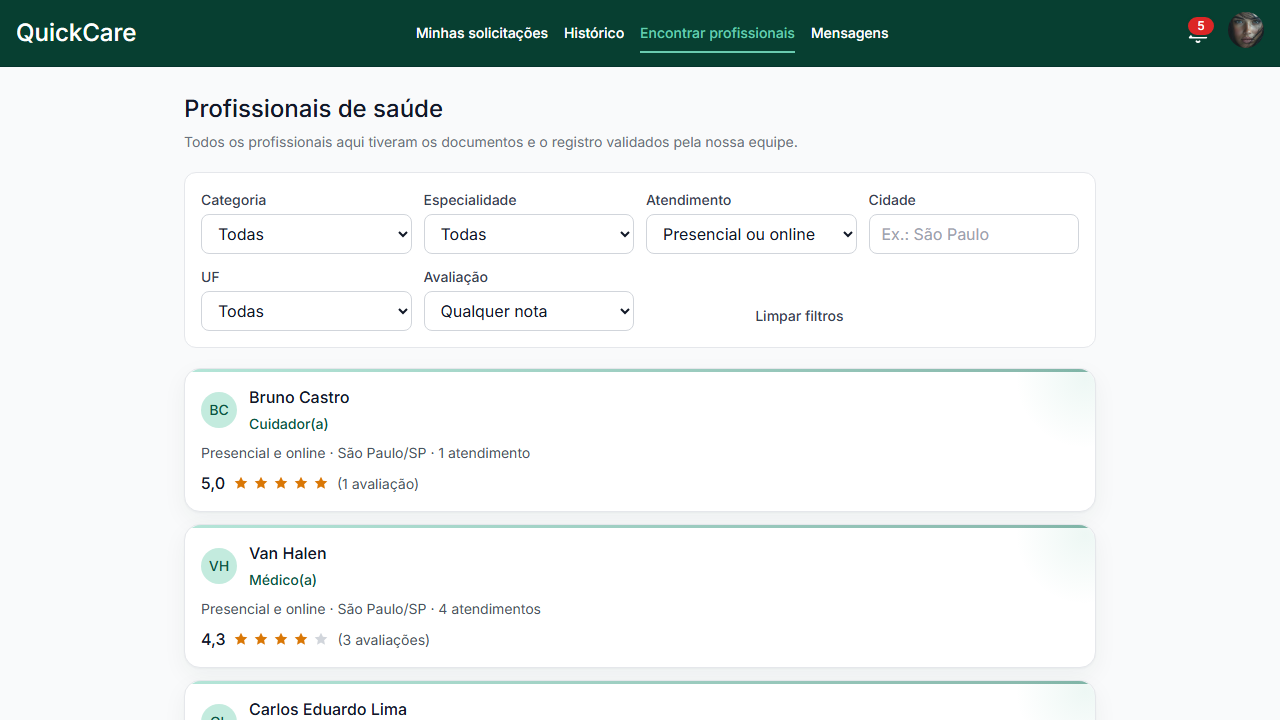 QuickCare
Minhas solicitações Histórico Encontrar profissionais Mensagens
5
Profissionais de saúde
Todos os profissionais aqui tiveram os documentos e o registro validados pela nossa equipe.
Categoria Especialidade Atendimento Cidade
Todas Todas Presencial ou online Ex.: São Paulo
UF Avaliação
Todas Qualquer nota Limpar filtros
BC Bruno Castro
Cuidador(a)
Presencial e online · São Paulo/SP · 1 atendimento
5,0 (1 avaliação)
VH Van Halen
Médico(a)
Presencial e online · São Paulo/SP · 4 atendimentos
4,3 (3 avaliações)
Carlos Eduardo Lima